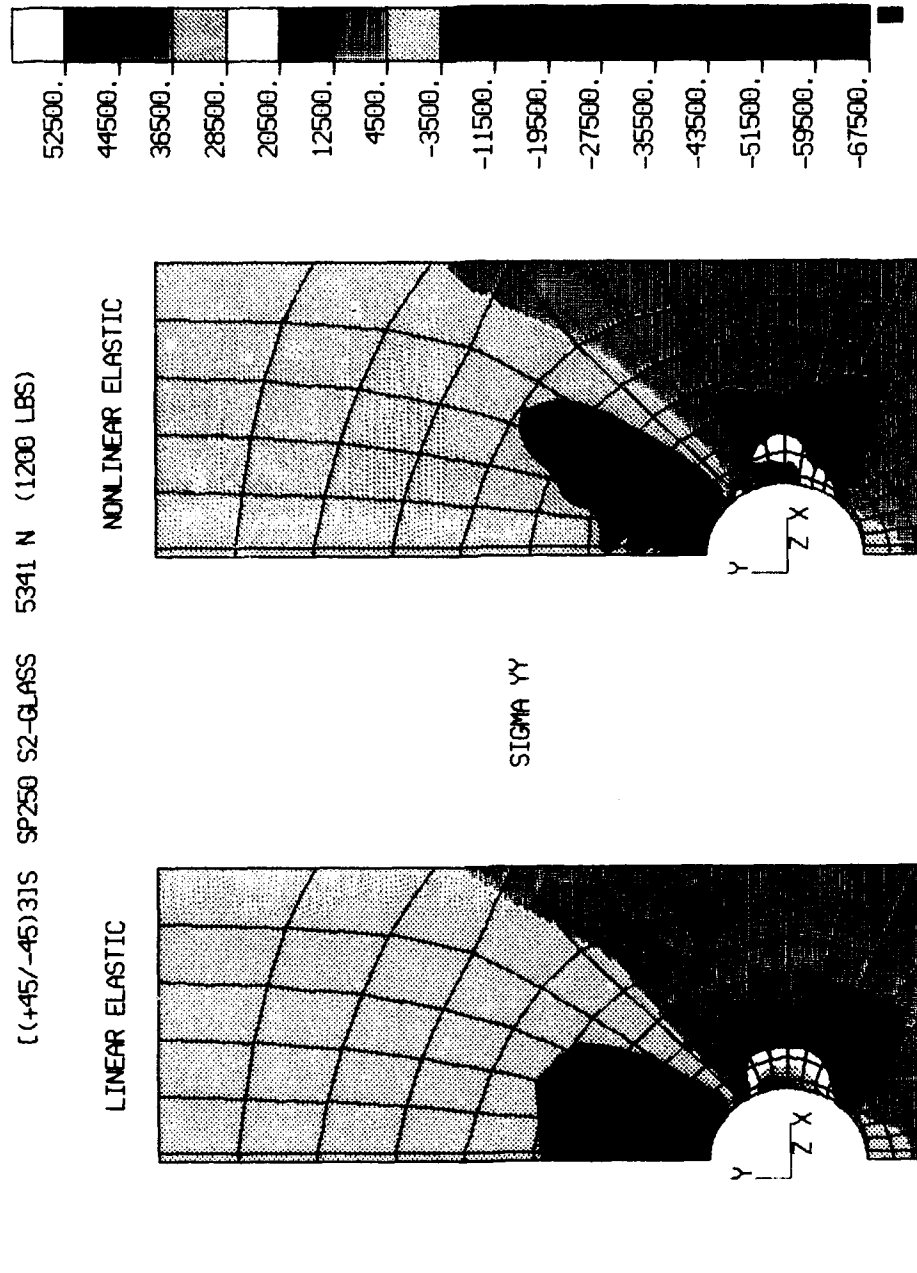 [(+45/-45)3]S SP250 S2-GLASS 5341 N (1200 LBS)
LINEAR ELASTIC
NONLINEAR ELASTIC
SIGMA YY
52500.
44500.
36500.
28500.
20500.
12500.
4500.
-3500.
-11500.
-19500.
-27500.
-35500.
-43500.
-51500.
-59500.
-67500.
Y
Z X
Y
Z X